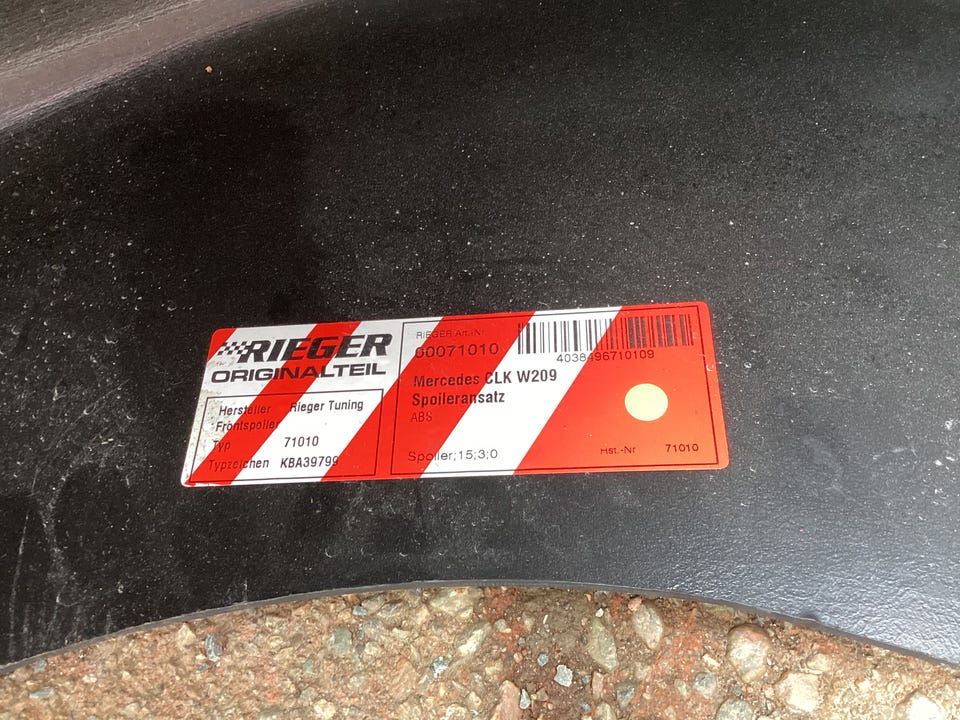 RIEGER
ORIGINALTEIL
Hersteller Rieger Tuning
Frontspoiler
Typ 71010
Typzeichen KBA39799
RIEGER Art.-Nr.
00071010
4038496710109
Mercedes CLK W209
Spoileransatz
ABS
Spoiler;15;3;0
Hst.-Nr 71010